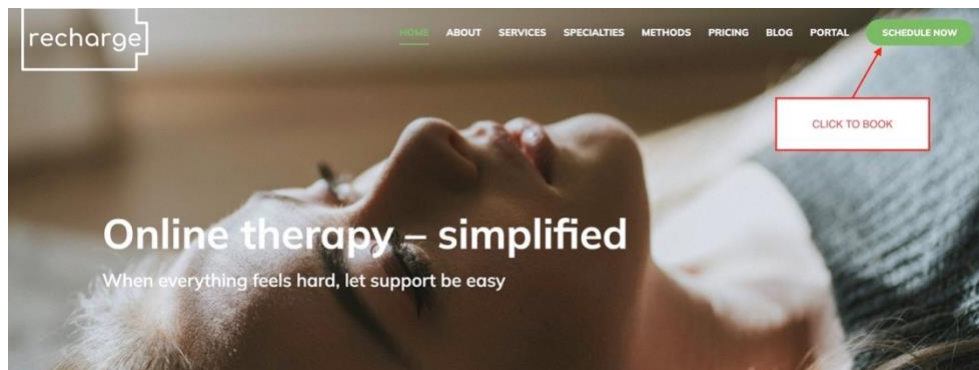 recharge
HOME ABOUT SERVICES SPECIALTIES METHODS PRICING BLOG PORTAL SCHEDULE NOW
CLICK TO BOOK
Online therapy – simplified
When everything feels hard, let support be easy